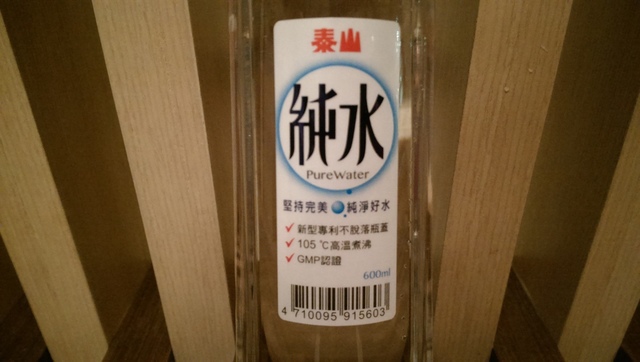 泰山
純水
PureWater
堅持完美 純淨好水
新型專利不脫落瓶蓋
105℃高溫煮沸
GMP認證
600ml
4 710095 915603